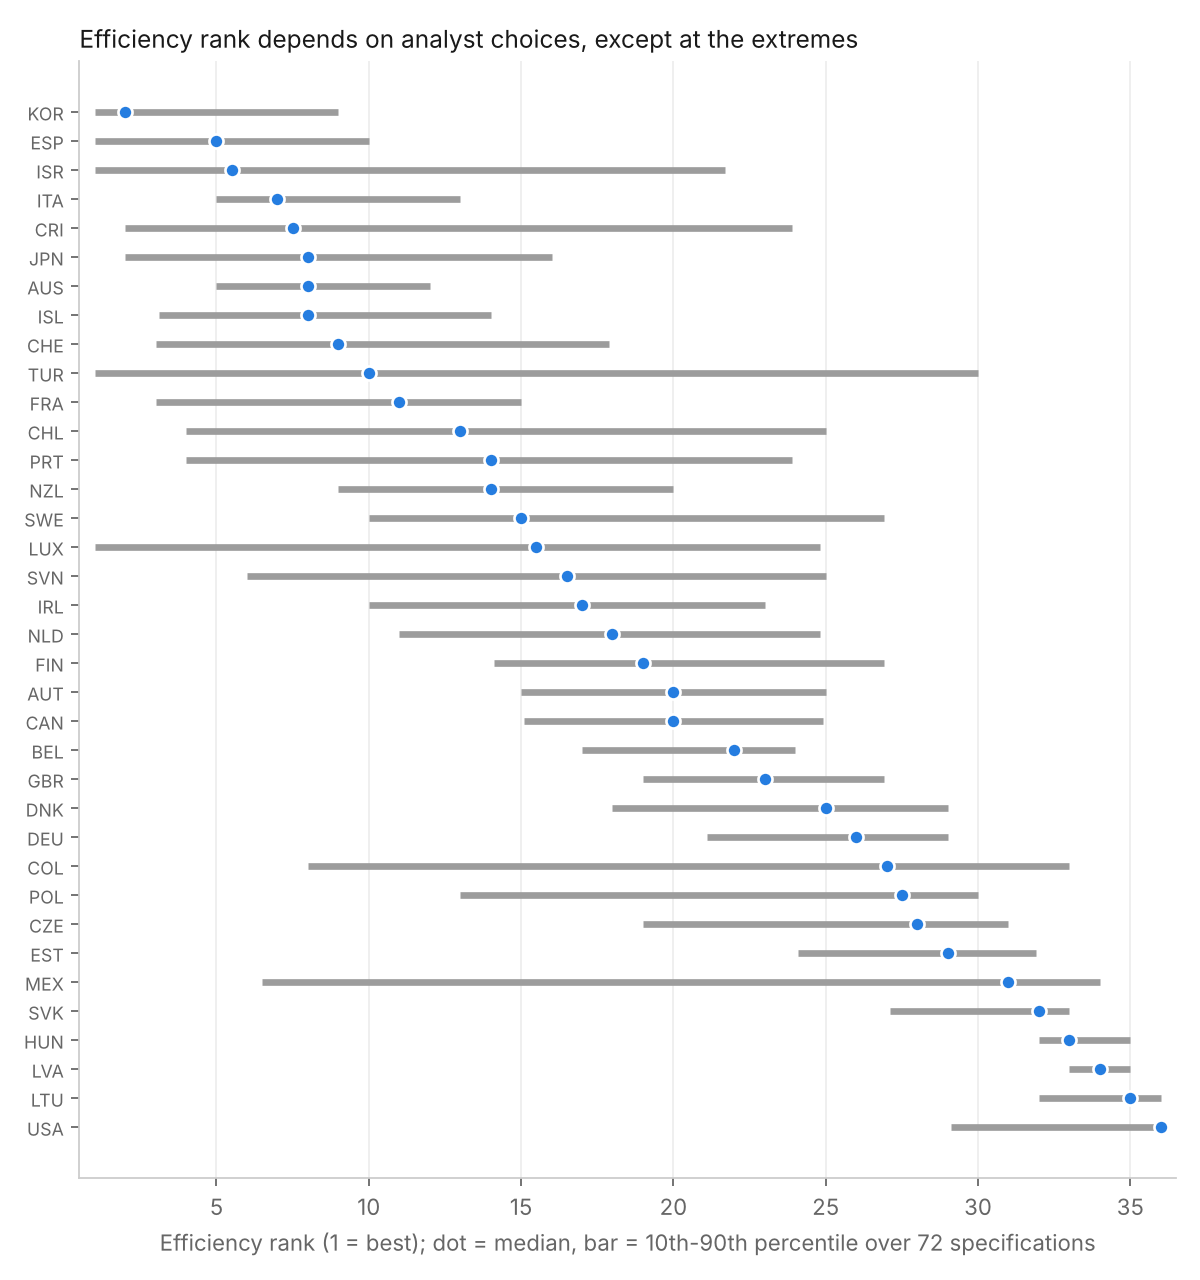 Efficiency rank depends on analyst choices, except at the extremes
KOR
ESP
ISR
ITA
CRI
JPN
AUS
ISL
CHE
TUR
FRA
CHL
PRT
NZL
SWE
LUX
SVN
IRL
NLD
FIN
AUT
CAN
BEL
GBR
DNK
DEU
COL
POL
CZE
EST
MEX
SVK
HUN
LVA
LTU
USA
5 10 15 20 25 30 35
Efficiency rank (1 = best); dot = median, bar = 10th-90th percentile over 72 specifications